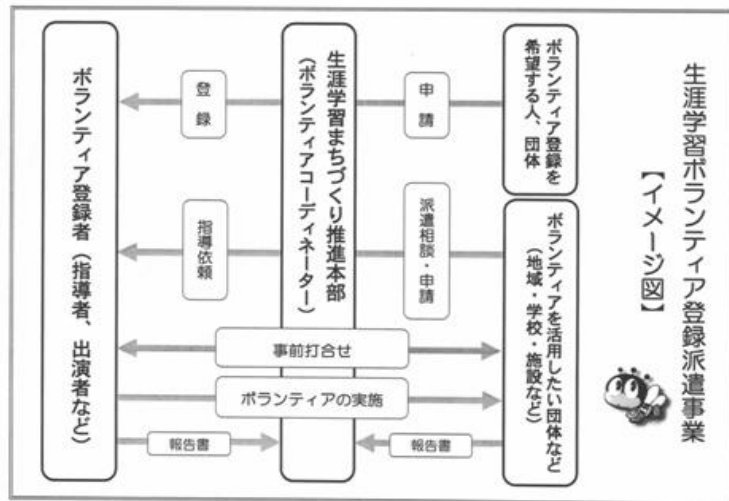 生涯学習ボランティア登録派遣事業
【イメージ図】
ボランティア登録を
希望する人、団体
ボランティアを活用したい団体など
(地域・学校・施設など)
申請
派遣相談・申請
生涯学習まちづくり推進本部
(ボランティアコーディネーター)
登録
指導依頼
事前打合せ
ボランティアの実施
報告書
報告書
ボランティア登録者(指導者、出演者など)